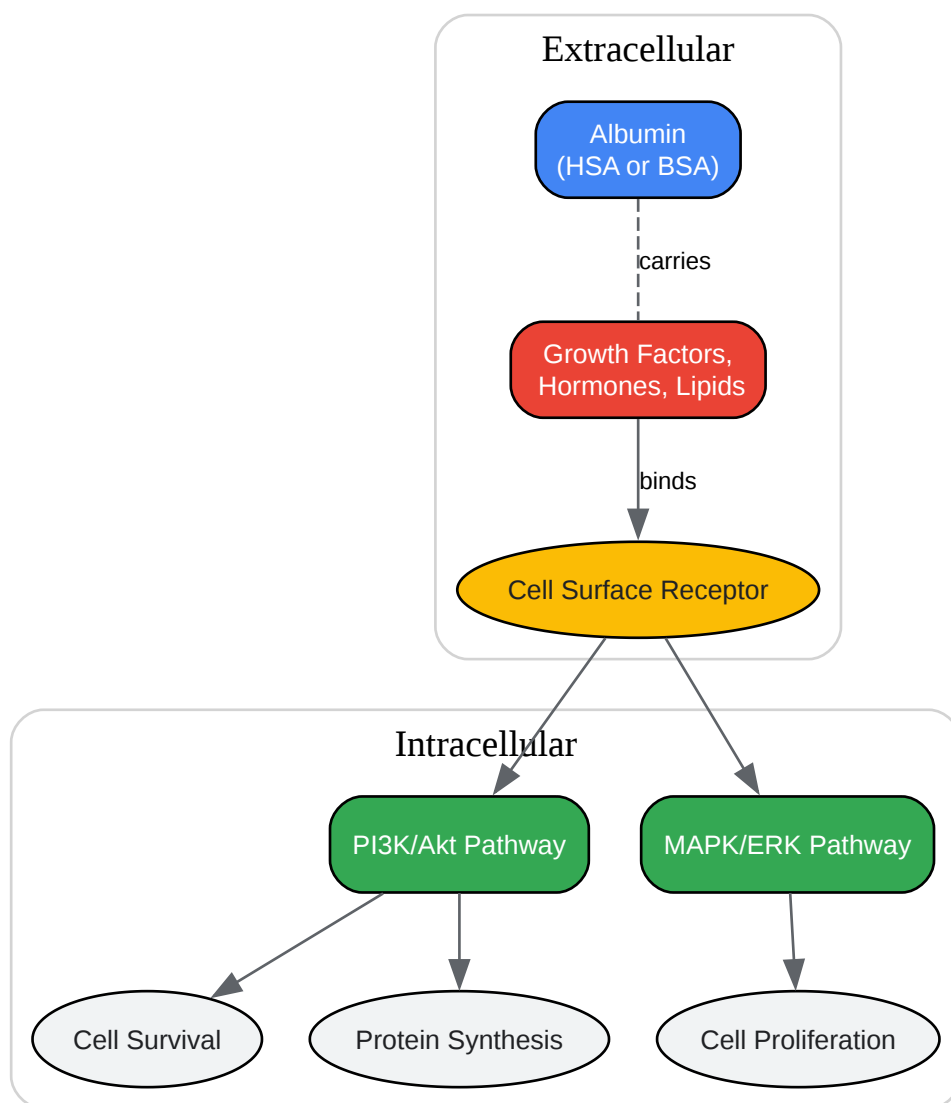 Extracellular
Albumin
(HSA or BSA)
carries
Growth Factors,
Hormones, Lipids
binds
Cell Surface Receptor
Intracellular
PI3K/Akt Pathway
MAPK/ERK Pathway
Cell Survival
Protein Synthesis
Cell Proliferation